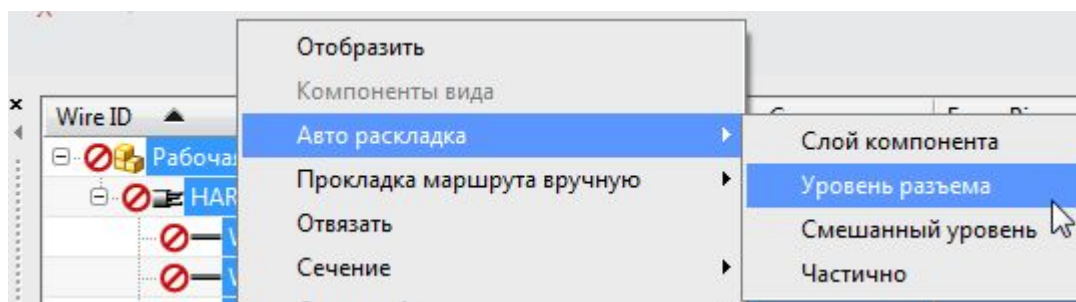 Отобразить
Компоненты вида
Wire ID
Авто раскладка
Слой компонента
Рабочая
Прокладка маршрута вручную
Уровень разъема
HAR
Отвязать
Смешанный уровень
Сечение
Частично